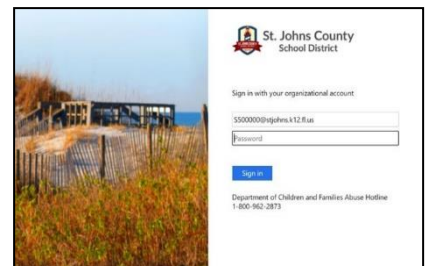 St. Johns County
School District
Sign in with your organizational account
S500000@stjohns.k12.fl.us
Password
Sign in
Department of Children and Families Abuse Hotline
1-800-962-2873